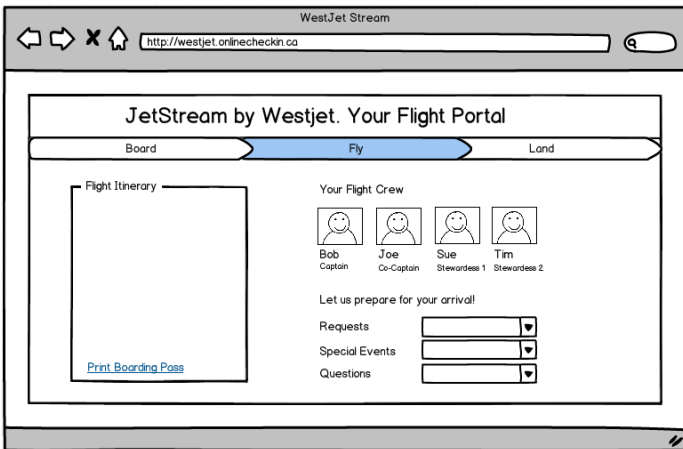 WestJet Stream
http://westjet.onlinecheckin.ca
JetStream by Westjet. Your Flight Portal
Board Fly Land
Flight Itinerary
Print Boarding Pass
Your Flight Crew
Bob Joe Sue Tim
Captain Co-Captain Stewardess 1 Stewardess 2
Let us prepare for your arrival!
Requests
Special Events
Questions